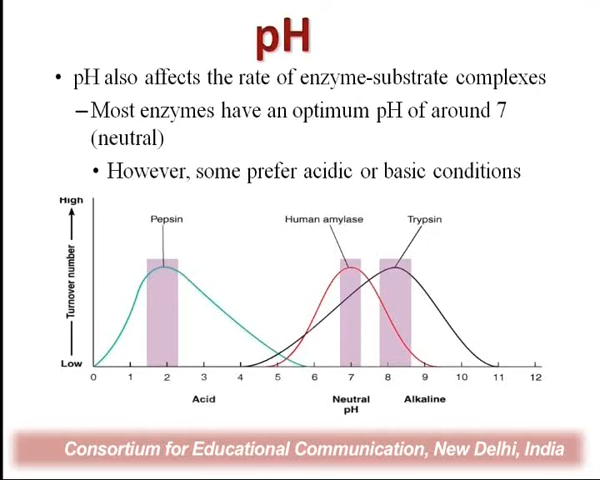 pH
• pH also affects the rate of enzyme-substrate complexes
–Most enzymes have an optimum pH of around 7
(neutral)
• However, some prefer acidic or basic conditions
High
Pepsin
Human amylase
Trypsin
Turnover number
Low
0 1 2 3 4 5 6 7 8 9 10 11 12
Acid
Neutral
pH
Alkaline
Consortium for Educational Communication, New Delhi, India